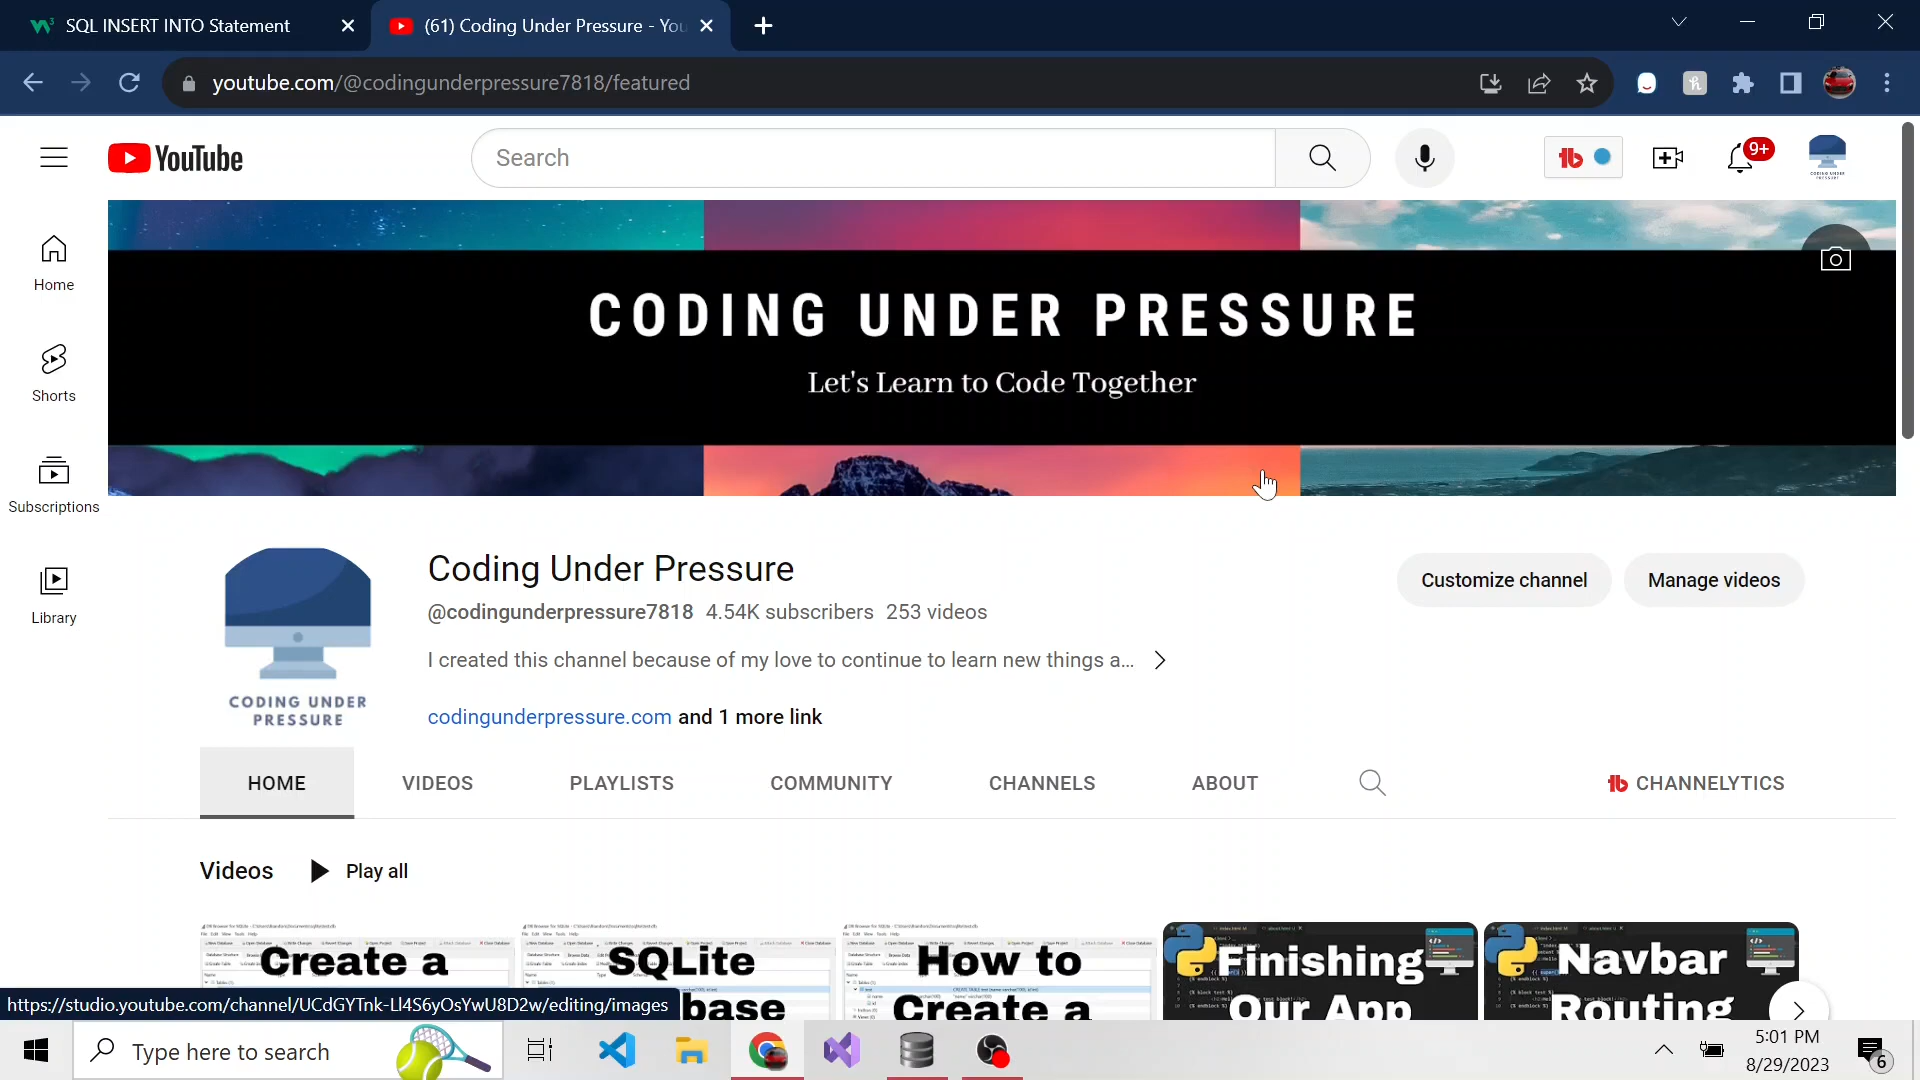 SQL INSERT INTO Statement
(61) Coding Under Pressure - You
youtube.com/@codingunderpressure7818/featured
YouTube
Search
9+
CODING UNDER PRESSURE
Home
Shorts
Subscriptions
Library
CODING UNDER PRESSURE
Let's Learn to Code Together
Coding Under Pressure
@codingunderpressure7818 4.54K subscribers 253 videos
I created this channel because of my love to continue to learn new things a...
codingunderpressure.com and 1 more link
Customize channel
Manage videos
CODING UNDER
PRESSURE
HOME VIDEOS PLAYLISTS COMMUNITY CHANNELS ABOUT CHANNELYTICS
Videos Play all
Create a
SQLite
base
How to
Create a
Finishing
Our App
Navbar
Routing
https://studio.youtube.com/channel/UCdGYTnk-Ll4S6yOsYwU8D2w/editing/images
Type here to search
5:01 PM
8/29/2023
6